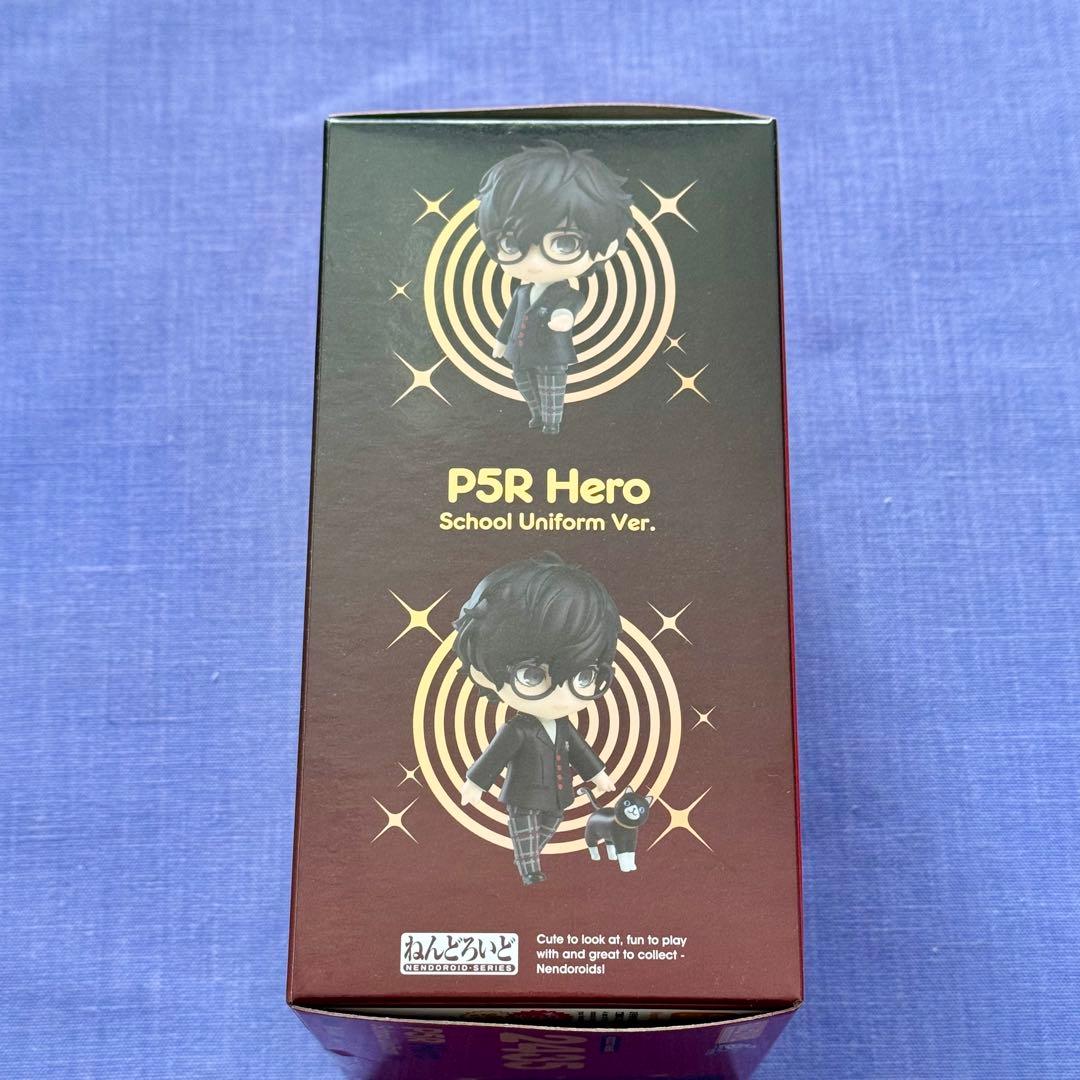 P5R Hero
School Uniform Ver.
ねんどろいど
NENDOROID-SERIES
Cute to look at, fun to play
with and great to collect -
Nendoroids!